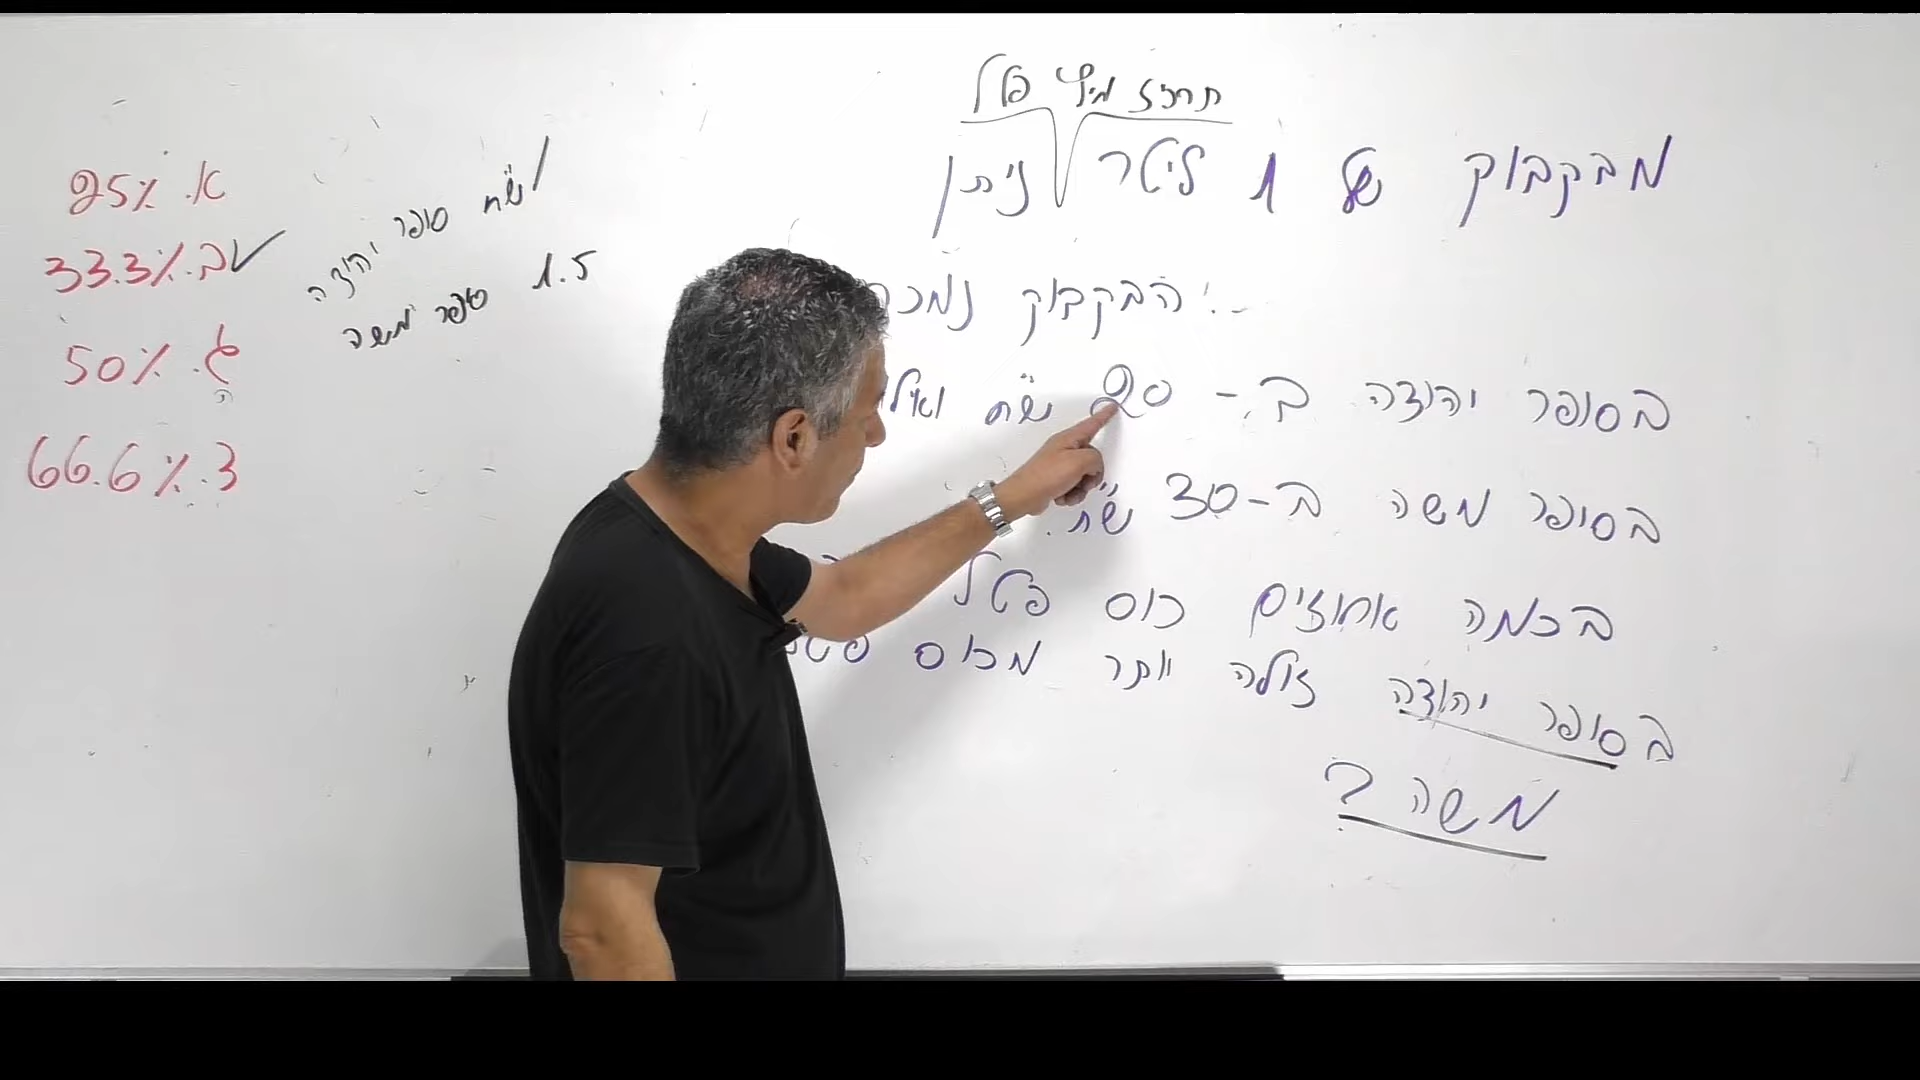 תרכיז מיץ פטל
מבקבוק של 1 ליטר ניתן
הבקבוק נמכר
בסופר יהודה ב- 20 ש"ח ואילו
בסופר משה ב-30 ש"ח.
בכמה אחוזים כוס פטל
בסופר יהודה זולה יותר מכוס פטל
משה ?
א. 25%
ב. 33.3%
ג. 50%
ד. 66.6%
1 ש"ח סופר יהודה
1.5 סופר משה